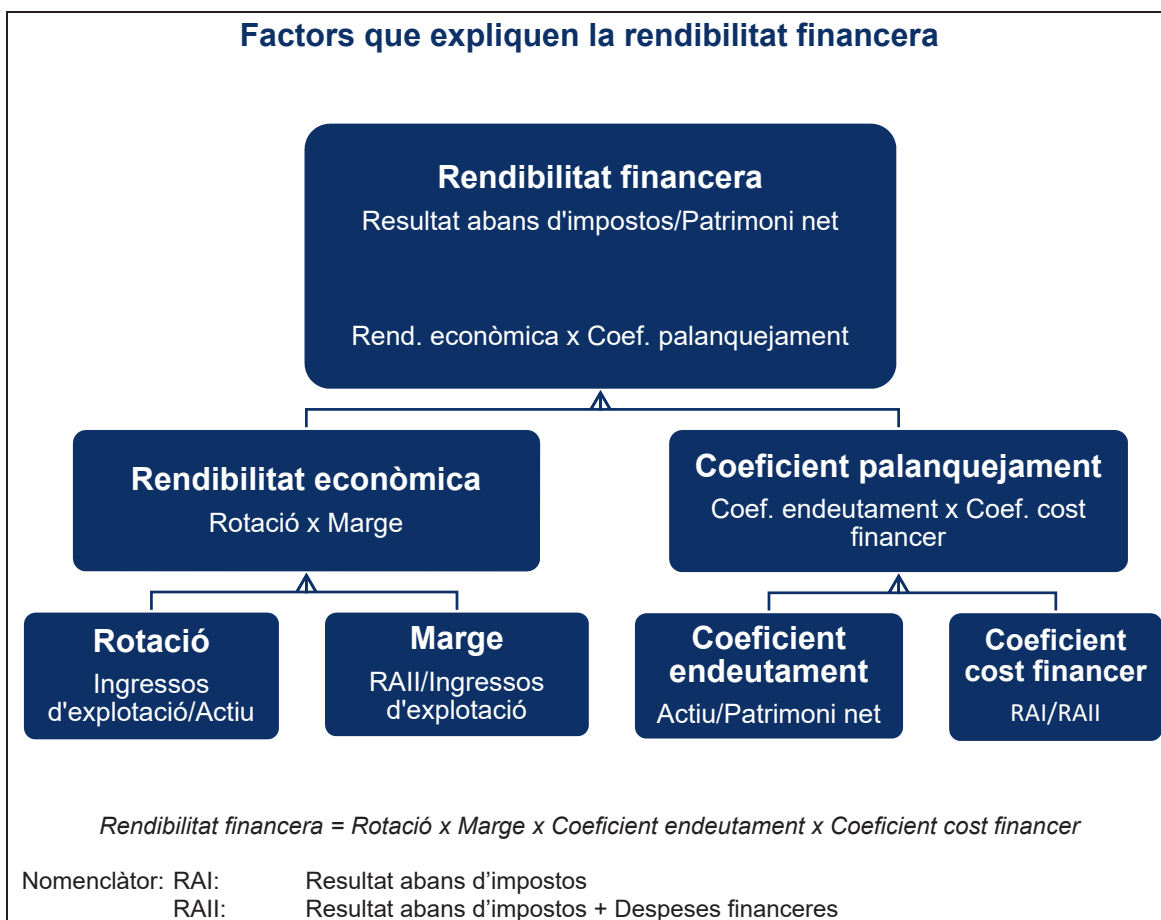 Factors que expliquen la rendibilitat financera
Rendibilitat financera
Resultat abans d'impostos/Patrimoni net
Rend. econòmica x Coef. palanquejament
Rendibilitat econòmica
Rotació x Marge
Coeficient palanquejament
Coef. endeutament x Coef. cost
financer
Rotació
Ingressos
d'explotació/Actiu
Marge
RAII/Ingressos
d'explotació
Coeficient
endeutament
Actiu/Patrimoni net
Coeficient
cost financer
RAI/RAII
Rendibilitat financera = Rotació x Marge x Coeficient endeutament x Coeficient cost financer
Nomenclàtor: RAI: Resultat abans d’impostos
RAII: Resultat abans d’impostos + Despeses financeres